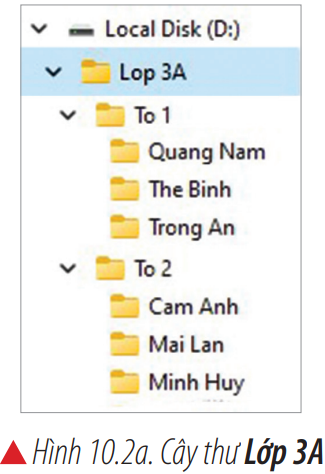 Local Disk (D:)
Lop 3A
To 1
Quang Nam
The Binh
Trong An
To 2
Cam Anh
Mai Lan
Minh Huy
Hình 10.2a. Cây thư Lớp 3A